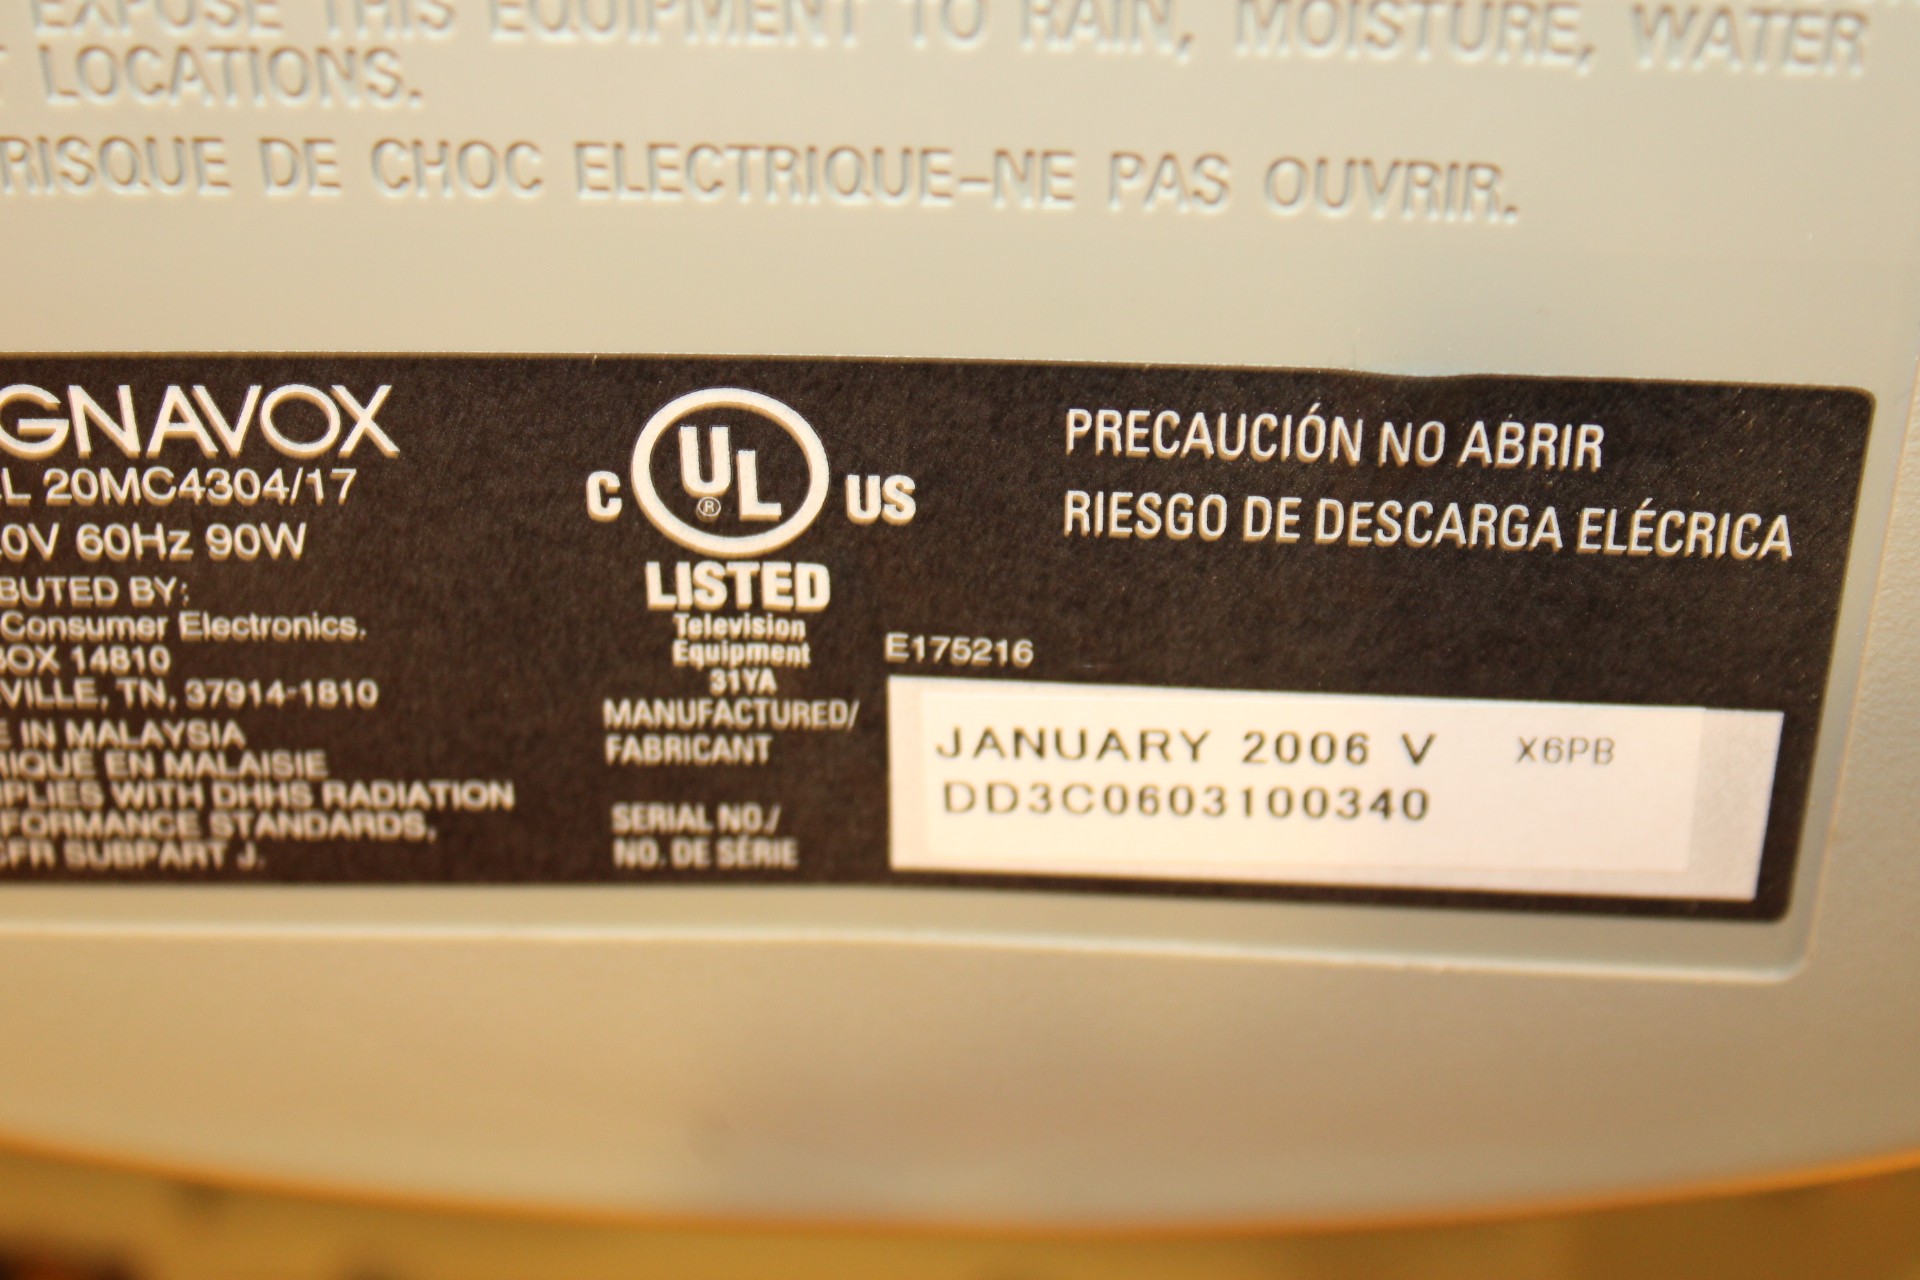 EXPOSE THIS EQUIPMENT TO RAIN, MOISTURE, WATER
LOCATIONS.
RISQUE DE CHOC ELECTRIQUE-NE PAS OUVRIR.
GNAVOX
L 20MC4304/17
0V 60Hz 90W
BUTED BY:
Consumer Electronics.
BOX 14810
VILLE, TN, 37914-1810
E IN MALAYSIA
RIQUE EN MALAISIE
MPLIES WITH DHHS RADIATION
FORMANCE STANDARDS,
CFR SUBPART J.
C UL ® US
LISTED
Television
Equipment
31YA
E175216
MANUFACTURED/
FABRICANT
SERIAL NO./
NO. DE SÉRIE
PRECAUCIÓN NO ABRIR
RIESGO DE DESCARGA ELÉCRICA
JANUARY 2006 V X6PB
DD3C0603100340